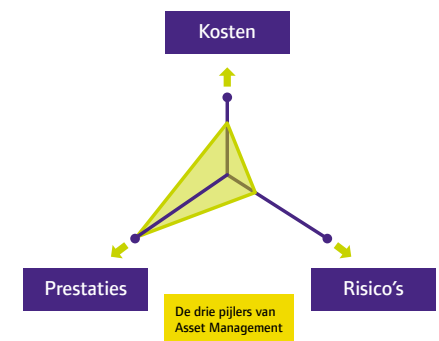 Kosten
Prestaties
Risico's
De drie pijlers van
Asset Management